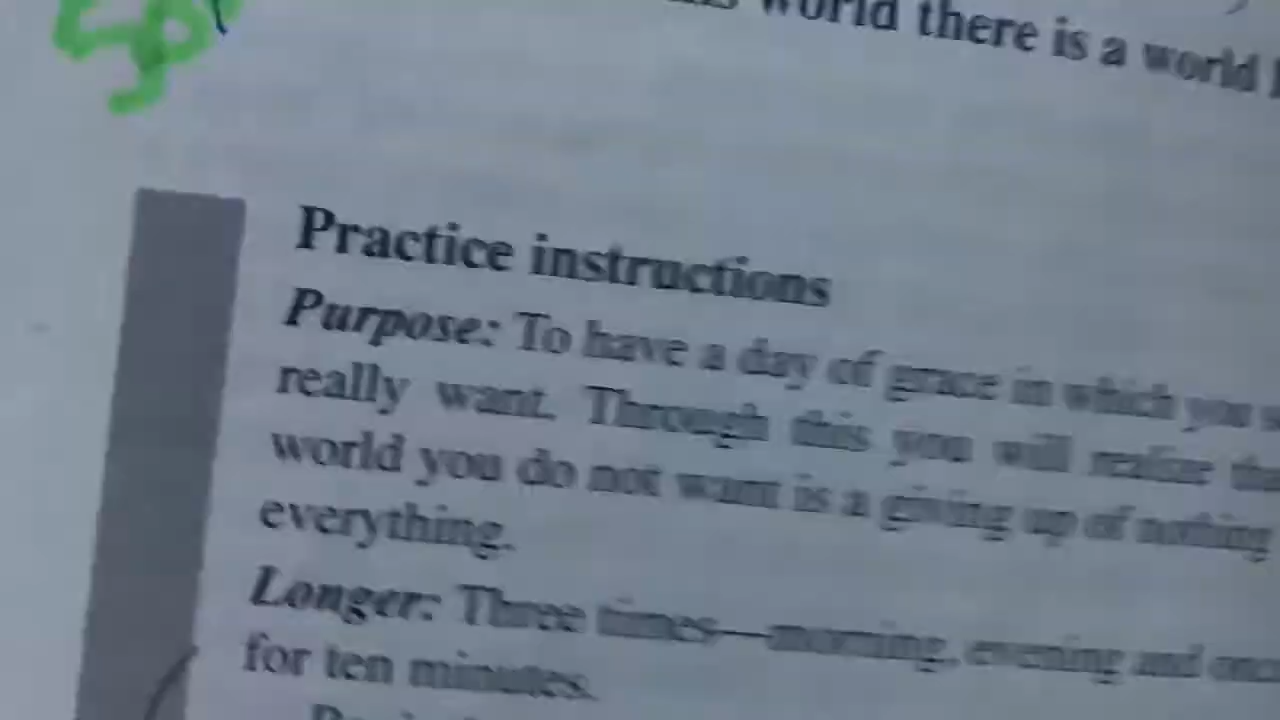 world there is a world
Practice instructions
Purpose: To have a day of grace in which you
really want. Through this you will realize
world you do not want is a giving up of nothing
everything.
Longer: Three times—morning, evening and
for ten minutes.